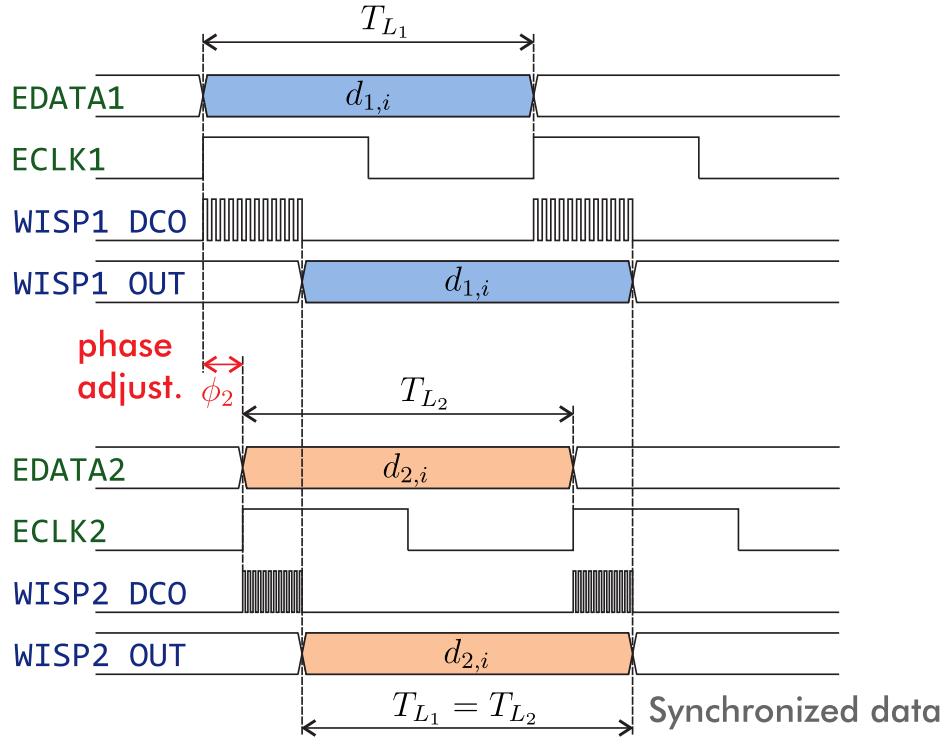 T_{L_1}
EDATA1 d_{1,i}
ECLK1
WISP1 DCO
WISP1 OUT d_{1,i}
phase
adjust. ϕ_2
T_{L_2}
EDATA2 d_{2,i}
ECLK2
WISP2 DCO
WISP2 OUT d_{2,i}
T_{L_1} = T_{L_2} Synchronized data